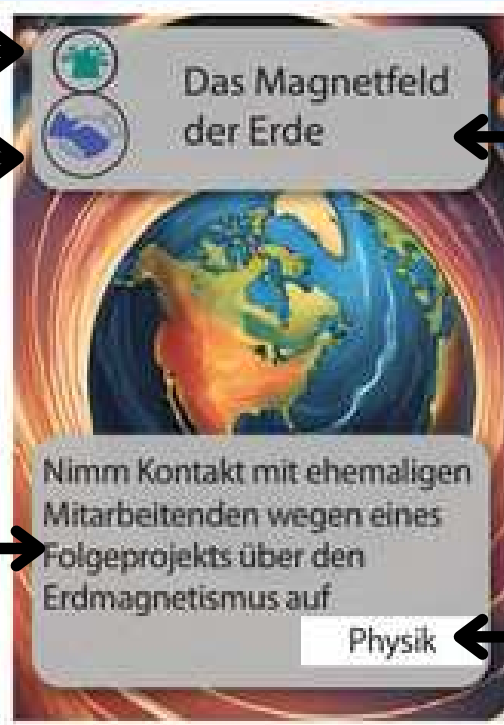 Das Magnetfeld
der Erde
Nimm Kontakt mit ehemaligen
Mitarbeitenden wegen eines
Folgeprojekts über den
Erdmagnetismus auf
Physik